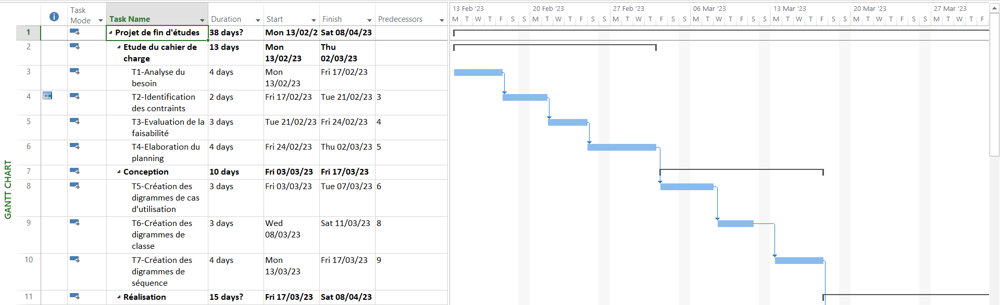 Task Mode Task Name Duration Start Finish Predecessors
13 Feb '23 20 Feb '23 27 Feb '23 06 Mar '23 13 Mar '23 20 Mar '23 27 Mar '23
M T W T F S S M T W T F S S M T W T F S S M T W T F S S M T W T F S S M T W T F S S M T W T F
1 Projet de fin d'études 38 days? Mon 13/02/2 Sat 08/04/23
2 Etude du cahier de charge 13 days Mon 13/02/23 Thu 02/03/23
3 T1-Analyse du besoin 4 days Mon 13/02/23 Fri 17/02/23
4 T2-Identification des contraints 2 days Fri 17/02/23 Tue 21/02/23 3
5 T3-Evaluation de la faisabilité 3 days Tue 21/02/23 Fri 24/02/23 4
6 T4-Elaboration du planning 4 days Fri 24/02/23 Thu 02/03/23 5
7 Conception 10 days Fri 03/03/23 Fri 17/03/23
8 T5-Création des digrammes de cas d'utilisation 3 days Fri 03/03/23 Tue 07/03/23 6
9 T6-Création des digrammes de classe 3 days Wed 08/03/23 Sat 11/03/23 8
10 T7-Création des digrammes de séquence 4 days Mon 13/03/23 Fri 17/03/23 9
11 Réalisation 15 days? Fri 17/03/23 Sat 08/04/23
GANTT CHART